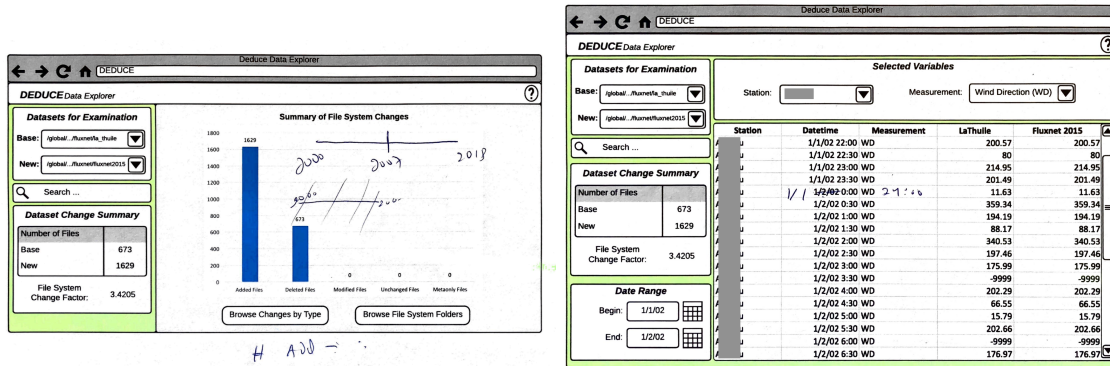 Deduce Data Explorer
DEDUCE
DEDUCE Data Explorer
?
Datasets for Examination
Base: /global/.../fluxnet/la_thuile
New: /global/.../fluxnet/fluxnet2015
Search ...
Dataset Change Summary
Number of Files
Base 673
New 1629
File System
Change Factor: 3.4205
Summary of File System Changes
1800
1600
1400
1200
1000
800
600
400
200
0
1629
673
0
0
0
Added Files
Deleted Files
Modified Files
Unchanged Files
Metaonly Files
2000 2007
Browse Changes by Type
Browse File System Folders
# ADD
Deduce Data Explorer
DEDUCE
DEDUCE Data Explorer
?
Datasets for Examination
Base: /global/.../fluxnet/la_thuile
New: /global/.../fluxnet/fluxnet2015
Search ...
Dataset Change Summary
Number of Files
Base 673
New 1629
File System
Change Factor: 3.4205
Date Range
Begin: 1/1/02
End: 1/2/02
Selected Variables
Station: Measurement: Wind Direction (WD)
Station Datetime Measurement LaThuile Fluxnet 2015
1/1/02 22:00 WD 200.57 200.57
1/1/02 22:30 WD 80 80
1/1/02 23:00 WD 214.95 214.95
1/1/02 23:30 WD 201.49 201.49
1/1 1/2/02 0:00 WD 24:00 11.63 11.63
1/2/02 0:30 WD 359.34 359.34
1/2/02 1:00 WD 194.19 194.19
1/2/02 1:30 WD 88.17 88.17
1/2/02 2:00 WD 340.53 340.53
1/2/02 2:30 WD 197.46 197.46
1/2/02 3:00 WD 175.99 175.99
1/2/02 3:30 WD -9999 -9999
1/2/02 4:00 WD 202.29 202.29
1/2/02 4:30 WD 66.55 66.55
1/2/02 5:00 WD 15.79 15.79
1/2/02 5:30 WD 202.66 202.66
1/2/02 6:00 WD -9999 -9999
1/2/02 6:30 WD 176.97 176.97